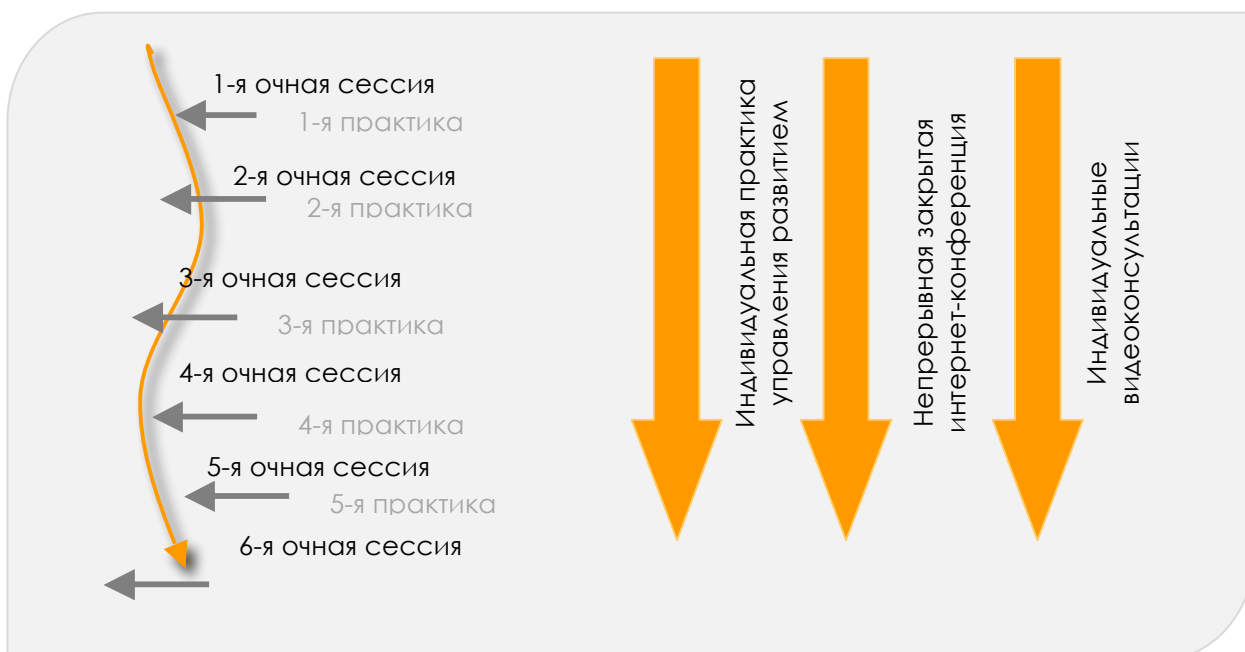 1-я очная сессия
1-я практика
2-я очная сессия
2-я практика
3-я очная сессия
3-я практика
4-я очная сессия
4-я практика
5-я очная сессия
5-я практика
6-я очная сессия
Индивидуальная практика
управления развитием
Непрерывная закрытая
интернет-конференция
Индивидуальные
видеоконсультации